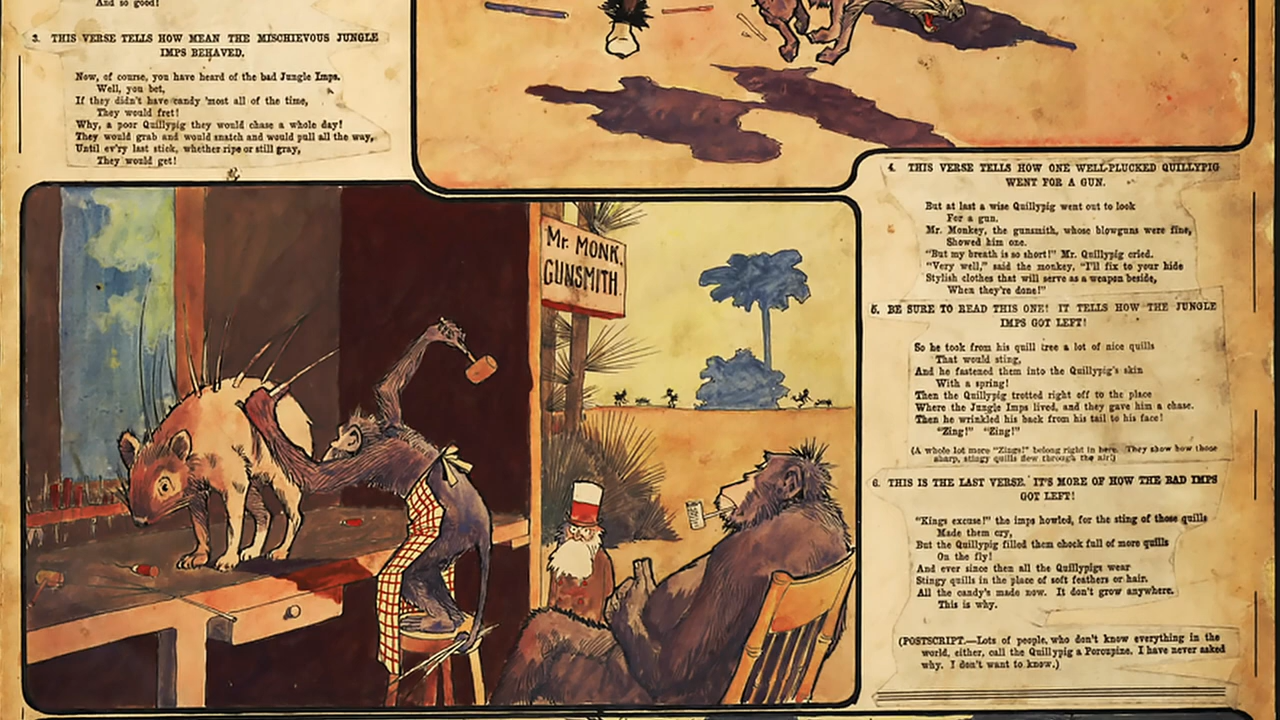 And so good!
3. THIS VERSE TELLS HOW MEAN THE MISCHIEVOUS JUNGLE
IMPS BEHAVED.
Now, of course, you have heard of the bad Jungle Imps.
Well, you bet,
If they didn't have candy 'most all of the time,
They would fret!
Why, a poor Quillypig they would chase a whole day!
They would grab and would snatch and would pull all the way,
Until ev'ry last stick, whether ripe or still gray,
They would get!
Mr. MONK.
GUNSMITH.
4. THIS VERSE TELLS HOW ONE WELL-PLUCKED QUILLYPIG
WENT FOR A GUN.
But at last a wise Quillypig went out to look
For a gun.
Mr. Monkey, the gunsmith, whose blowguns were fine,
Showed him one.
"But my breath is so short!" Mr. Quillypig cried.
"Very well," said the monkey, "I'll fix to your hide
Stylish clothes that will serve as a weapon beside,
When they're done!"
5. BE SURE TO READ THIS ONE! IT TELLS HOW THE JUNGLE
IMPS GOT LEFT!
So he took from his quill tree a lot of nice quills
That would sting,
And he fastened them into the Quillypig's skin
With a spring!
Then the Quillypig trotted right off to the place
Where the Jungle Imps lived, and they gave him a chase.
Then he wrinkled his back from his tail to his face!
"Zing!" "Zing!"
(A whole lot more "Zings!" belong right in here. They show how those
sharp, stingy quills flew through the air!)
6. THIS IS THE LAST VERSE. IT'S MORE OF HOW THE BAD IMPS
GOT LEFT!
"Kings excuse!" the imps howled, for the sting of those quills
Made them cry,
But the Quillypig filled them chock full of more quills
On the fly!
And ever since then all the Quillypigs wear
Stingy quills in the place of soft feathers or hair.
All the candy's made now. It don't grow anywhere.
This is why.
(POSTSCRIPT.—Lots of people, who don't know everything in the
world, either, call the Quillypig a Porcupine. I have never asked
why. I don't want to know.)